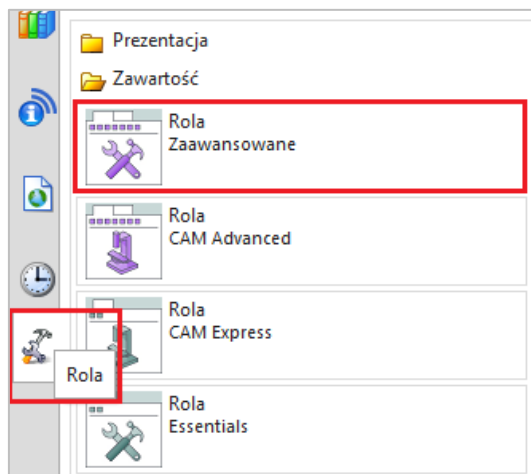 Prezentacja
Zawartość
Rola
Zaawansowane
Rola
CAM Advanced
Rola
CAM Express
Rola
Rola
Essentials